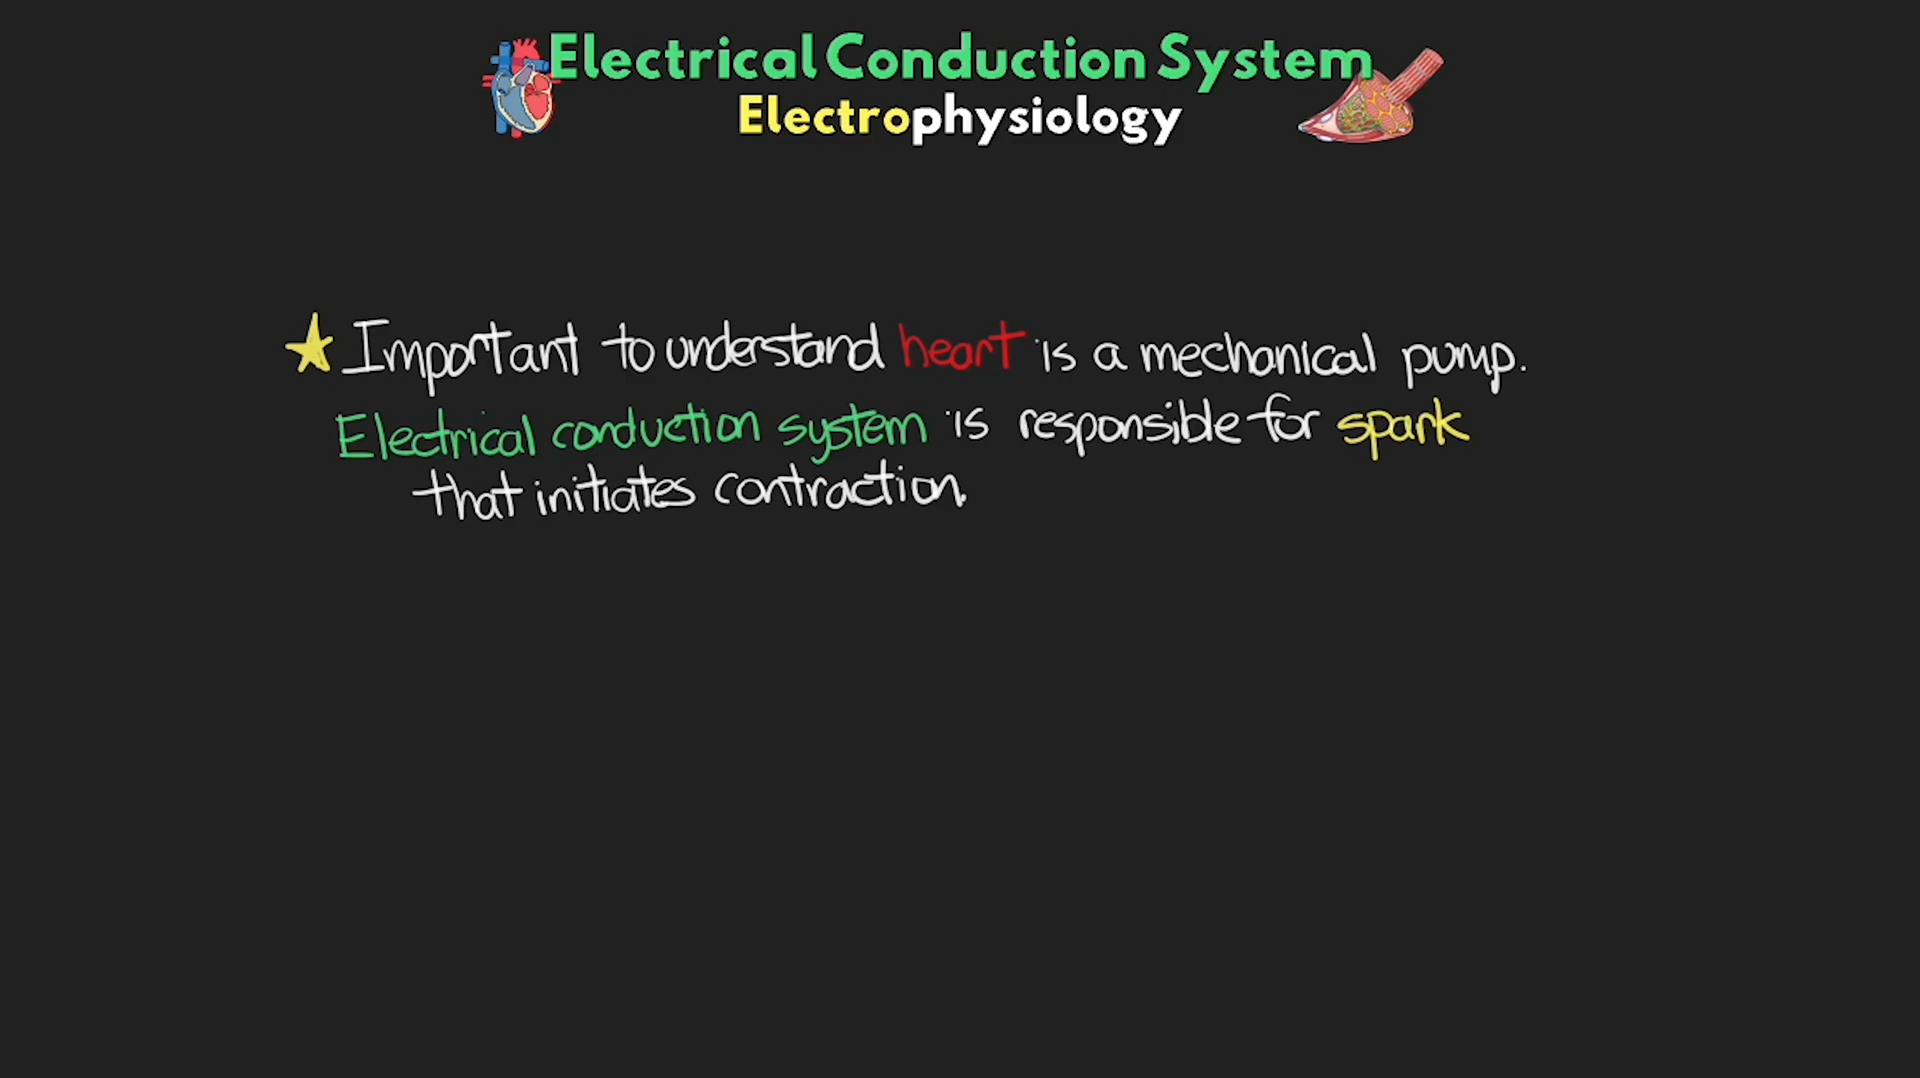 Electrical Conduction System
Electrophysiology
Important to understand heart is a mechanical pump.
Electrical conduction system is responsible for spark
that initiates contraction.